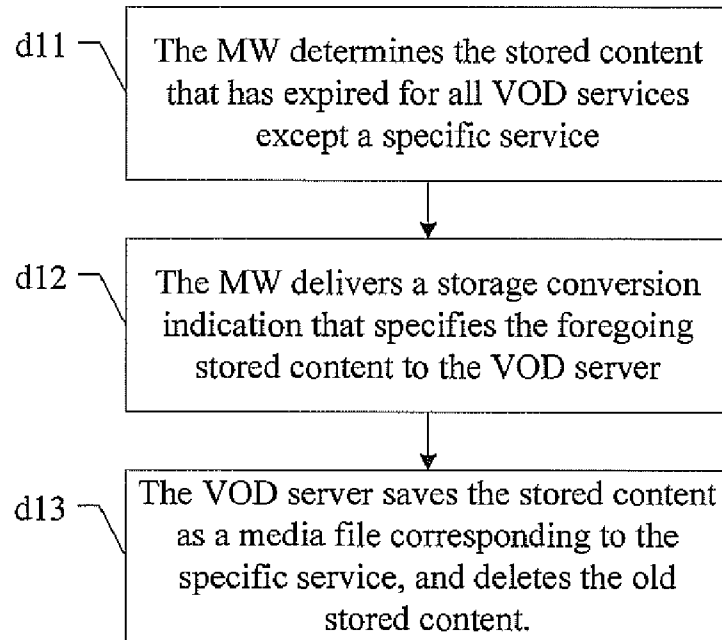 d11
The MW determines the stored content
that has expired for all VOD services
except a specific service
d12
The MW delivers a storage conversion
indication that specifies the foregoing
stored content to the VOD server
d13
The VOD server saves the stored content
as a media file corresponding to the
specific service, and deletes the old
stored content.